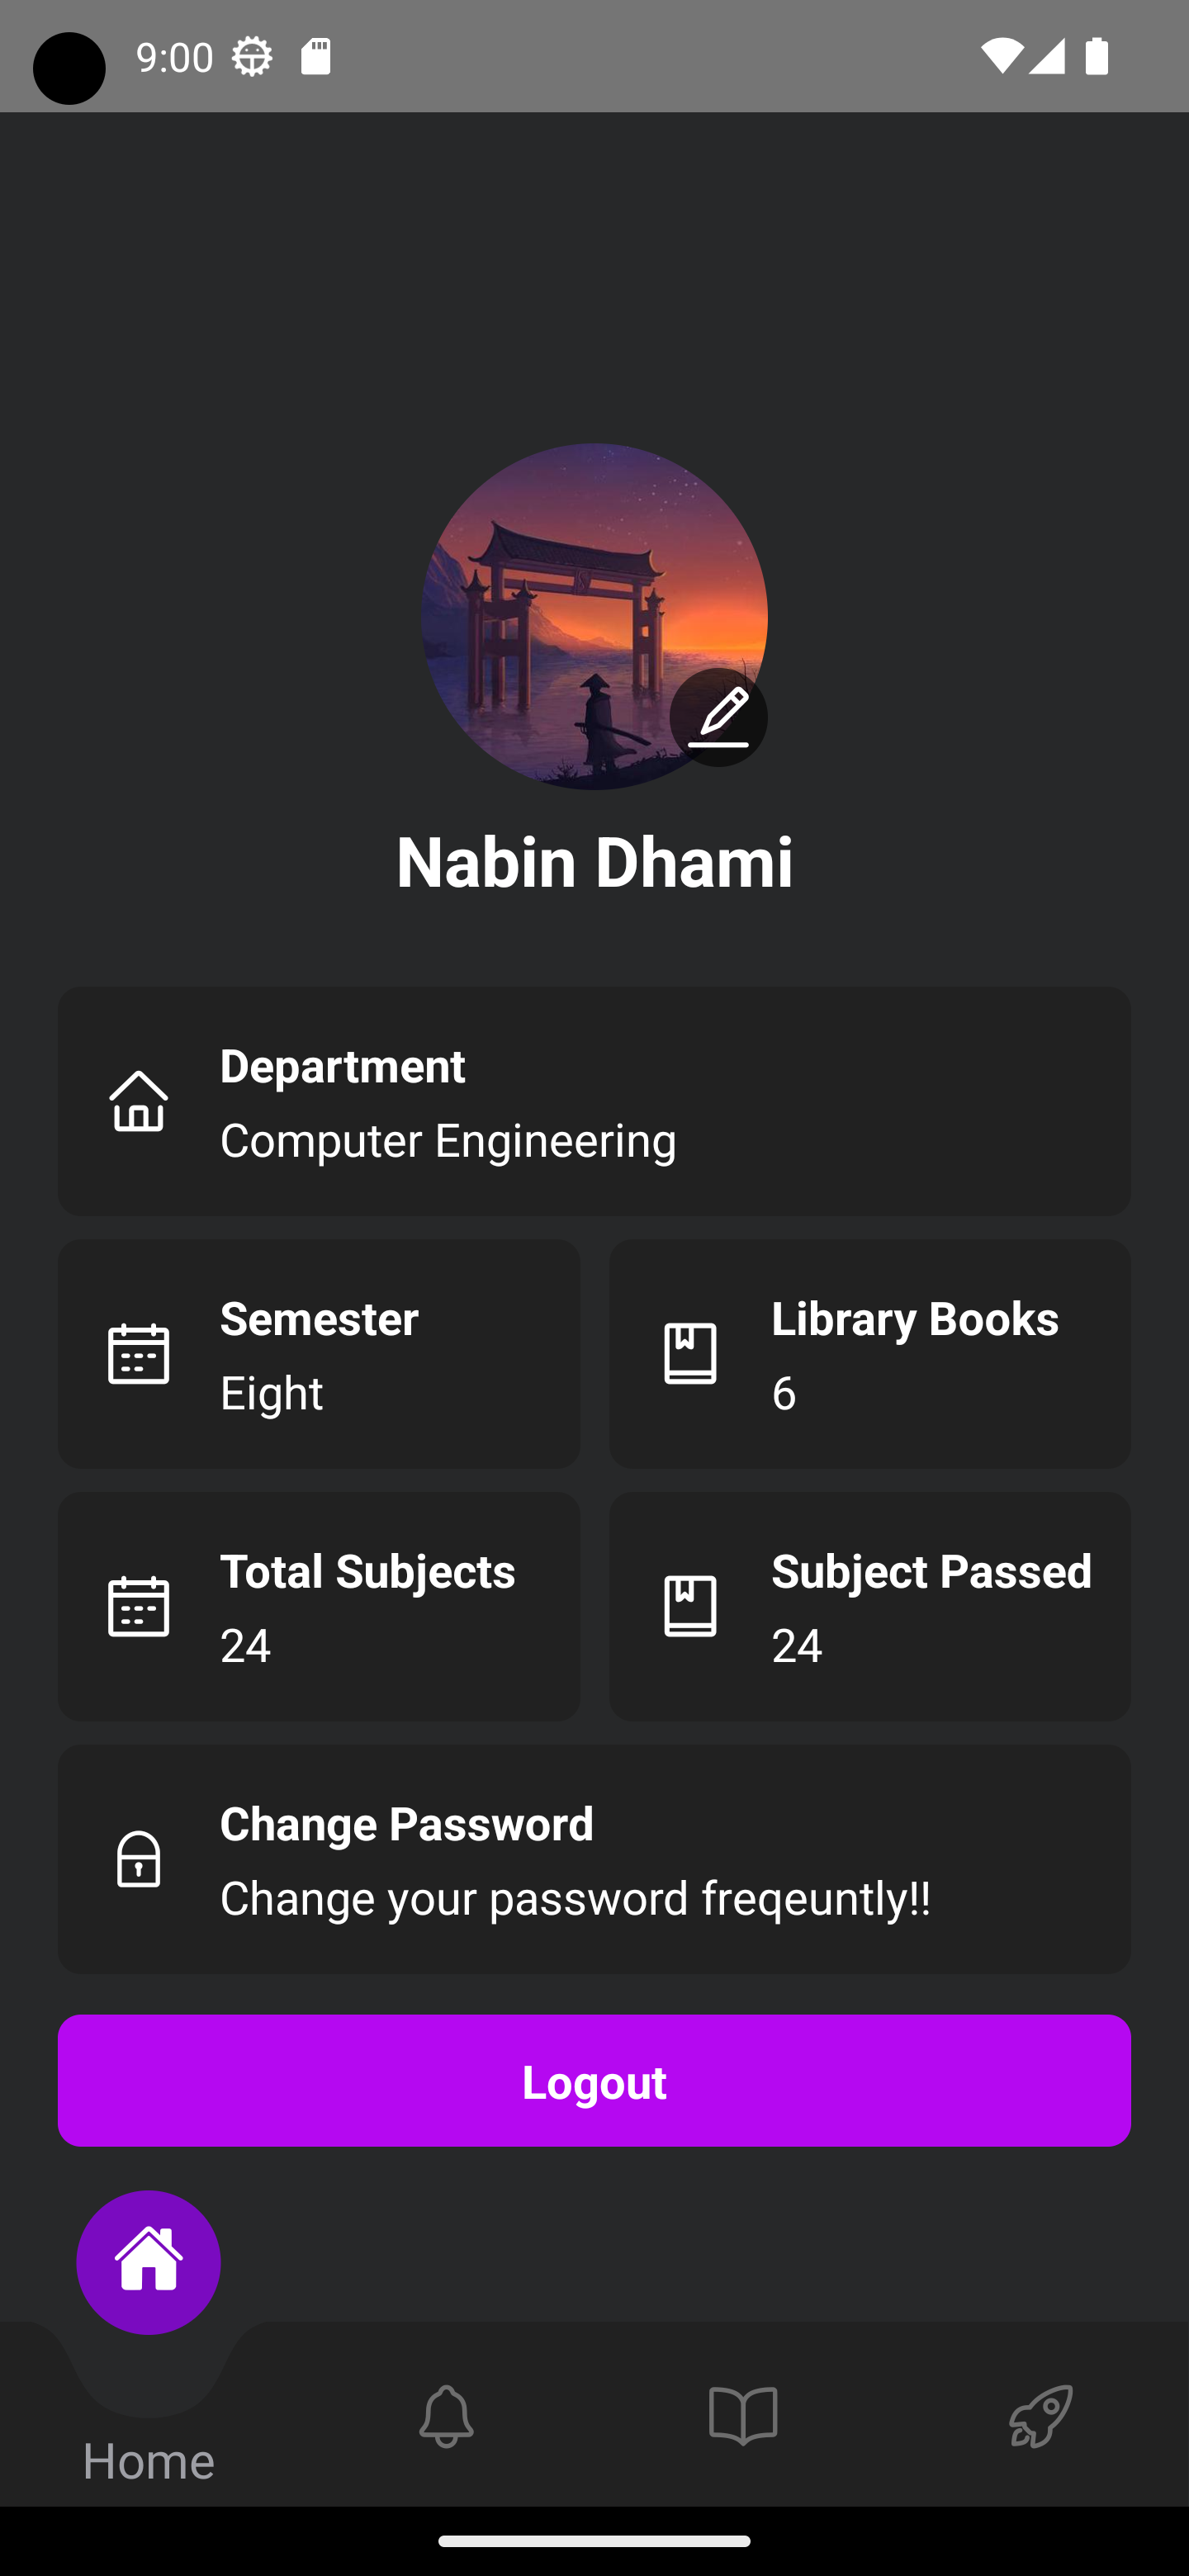 9:00
Nabin Dhami
Department
Computer Engineering
Semester
Eight
Library Books
6
Total Subjects
24
Subject Passed
24
Change Password
Change your password freqeuntly!!
Logout
Home